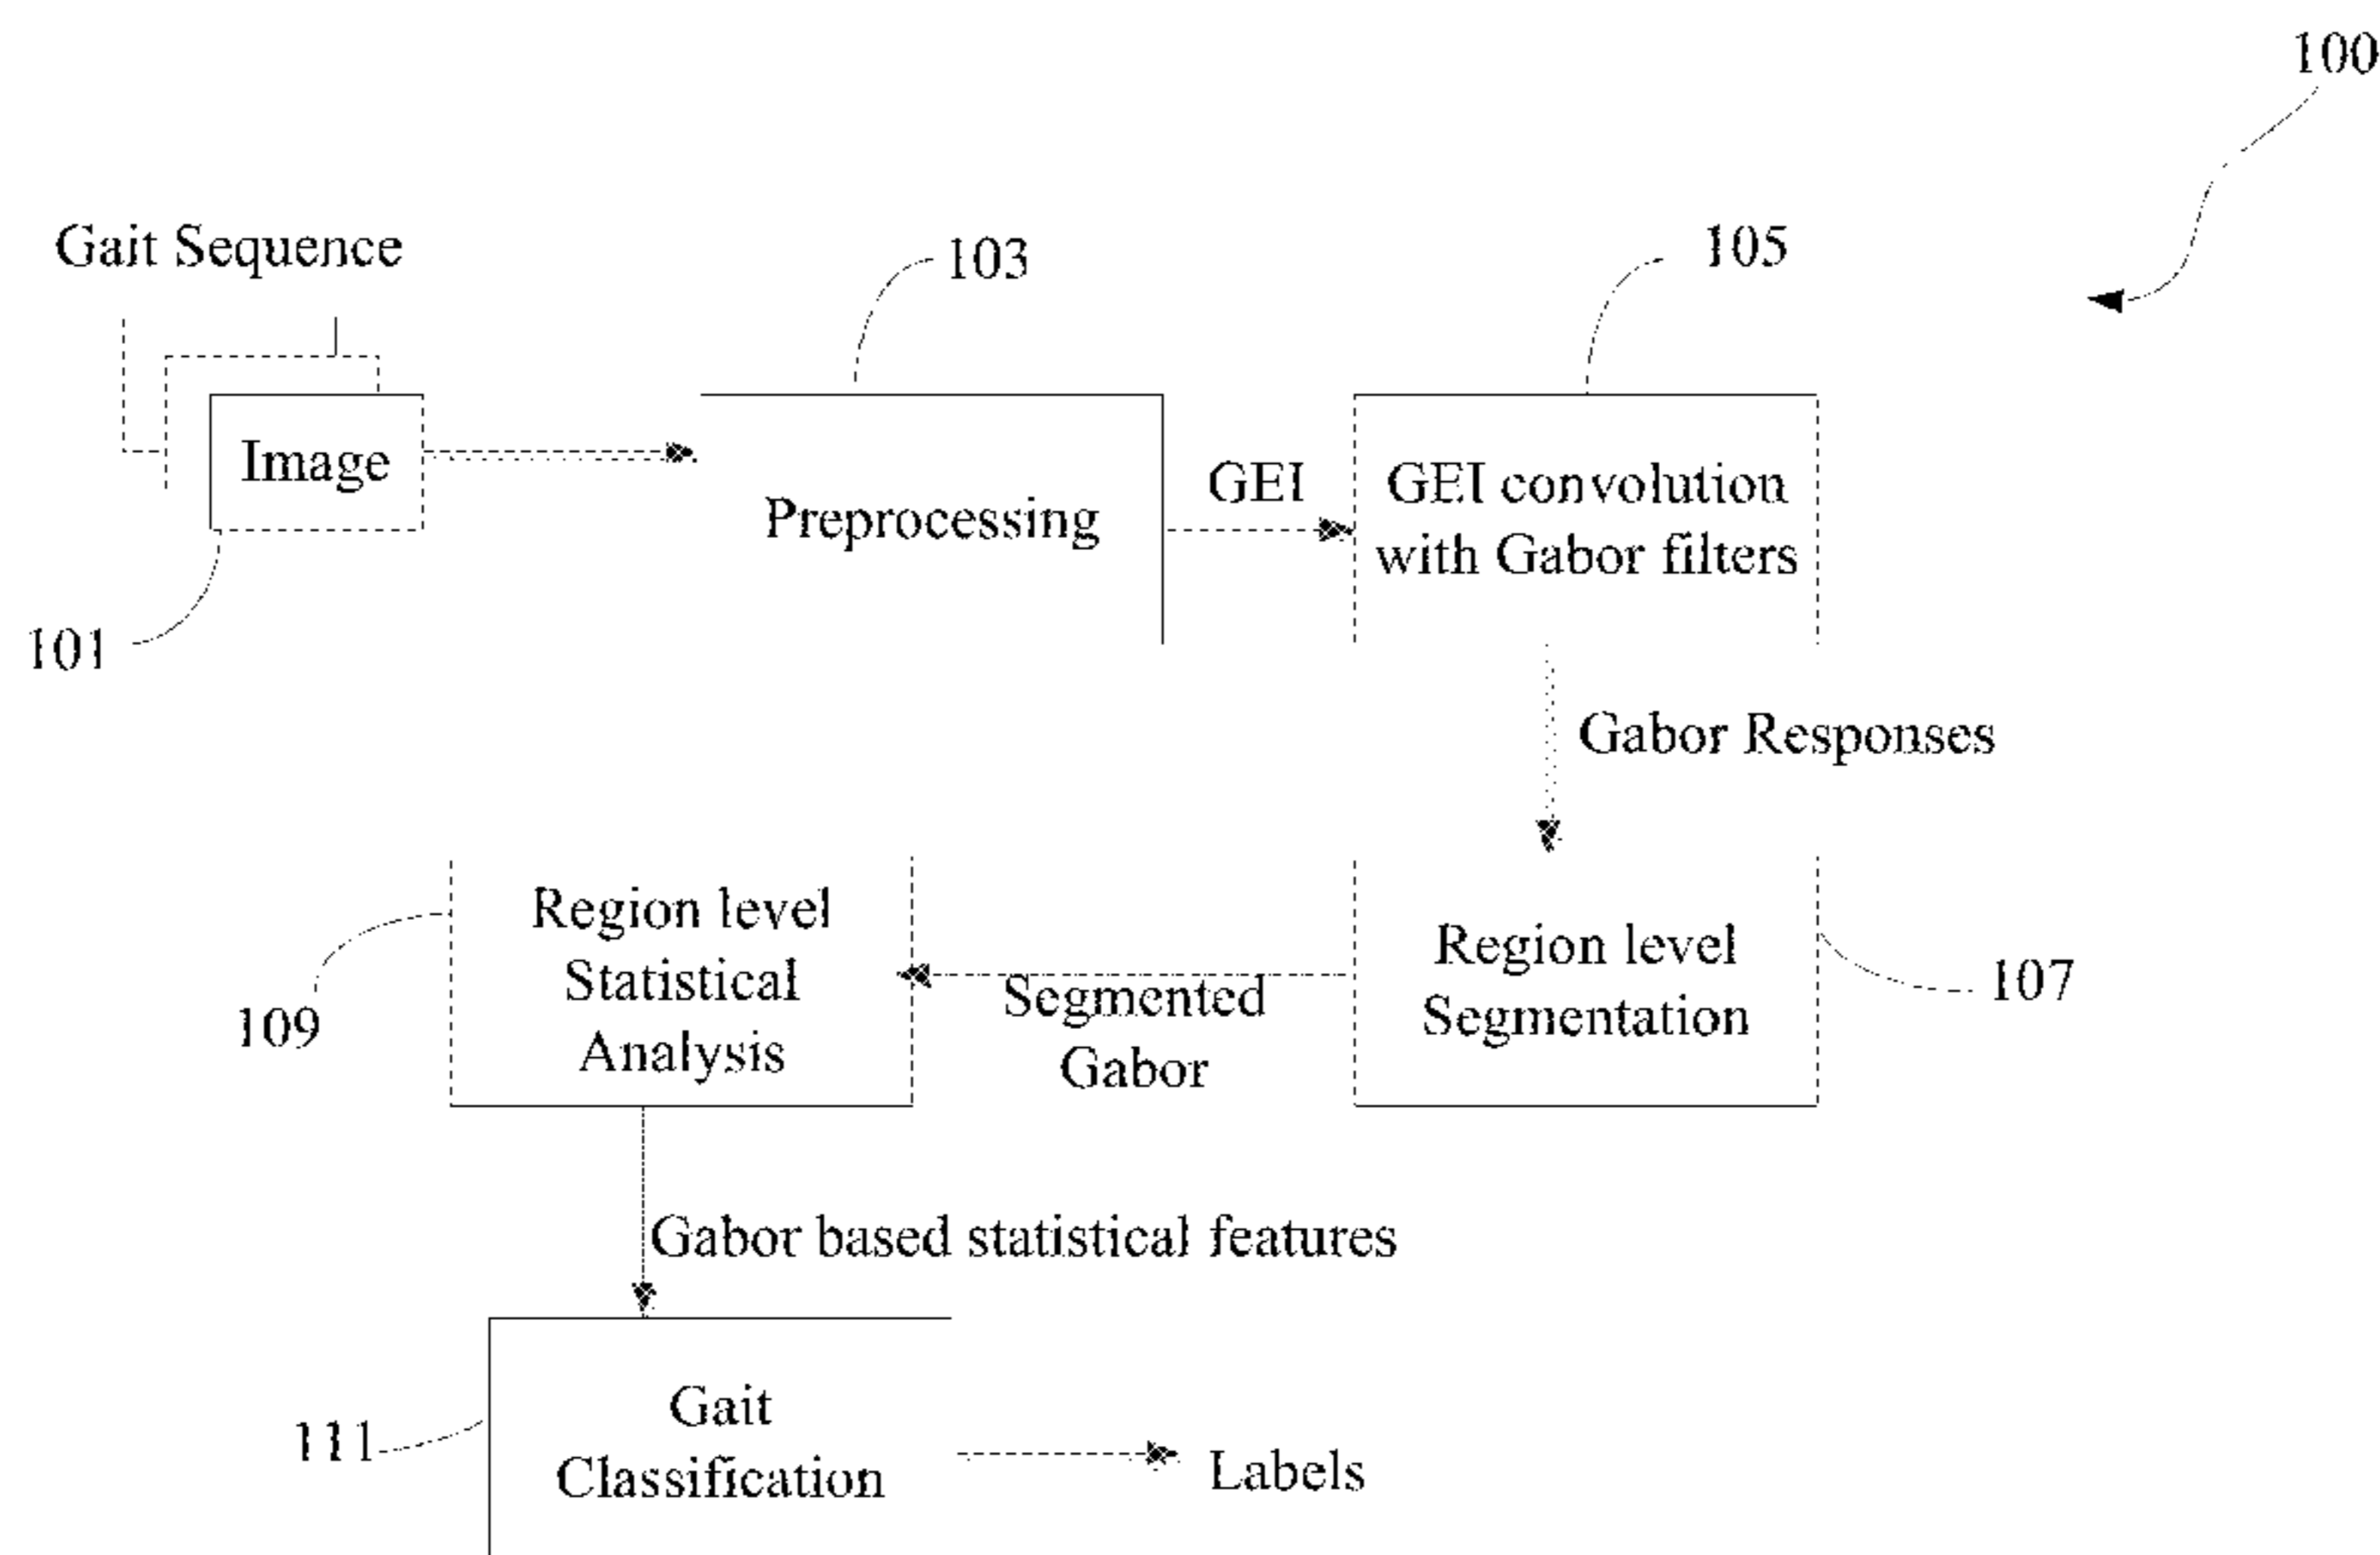 100
Gait Sequence
103
105
Image
Preprocessing
GEI
GEI convolution
with Gabor filters
101
Gabor Responses
Region level
Statistical
Analysis
109
Segmented
Gabor
Region level
Segmentation
107
Gabor based statistical features
Gait
Classification
111
Labels